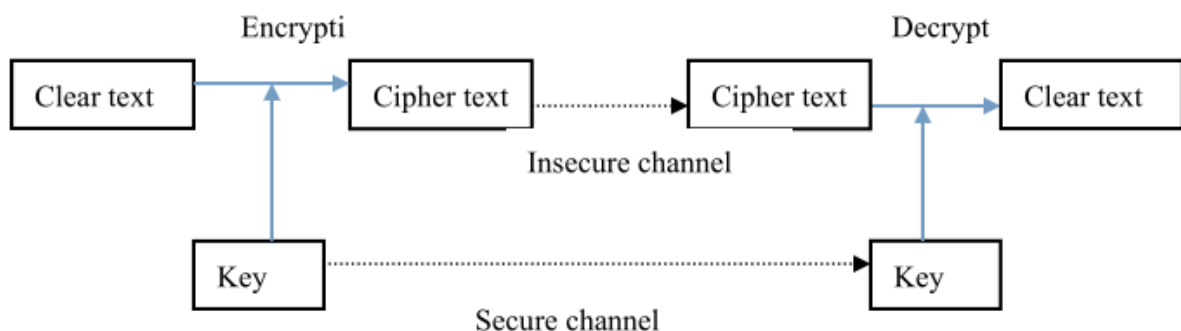 Encrypti
Decrypt
Clear text
Cipher text
Cipher text
Clear text
Insecure channel
Key
Key
Secure channel